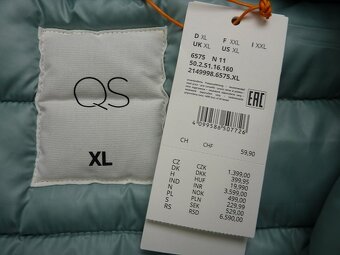 QS
XL
D XL F XXL I XXL
UK XL US XL
6575 N 11
50.2.51.16.160
2149998.6575.XL
EAC
4099586507726
CH CHF 59,90
CZ CZK 1.399,00
DK DKK 399,95
H HUF 19.990
IND INR 3.599,00
N NOK 499,00
PL PLN 229,99
S SEK 529,00
RS RSD 6.590,00